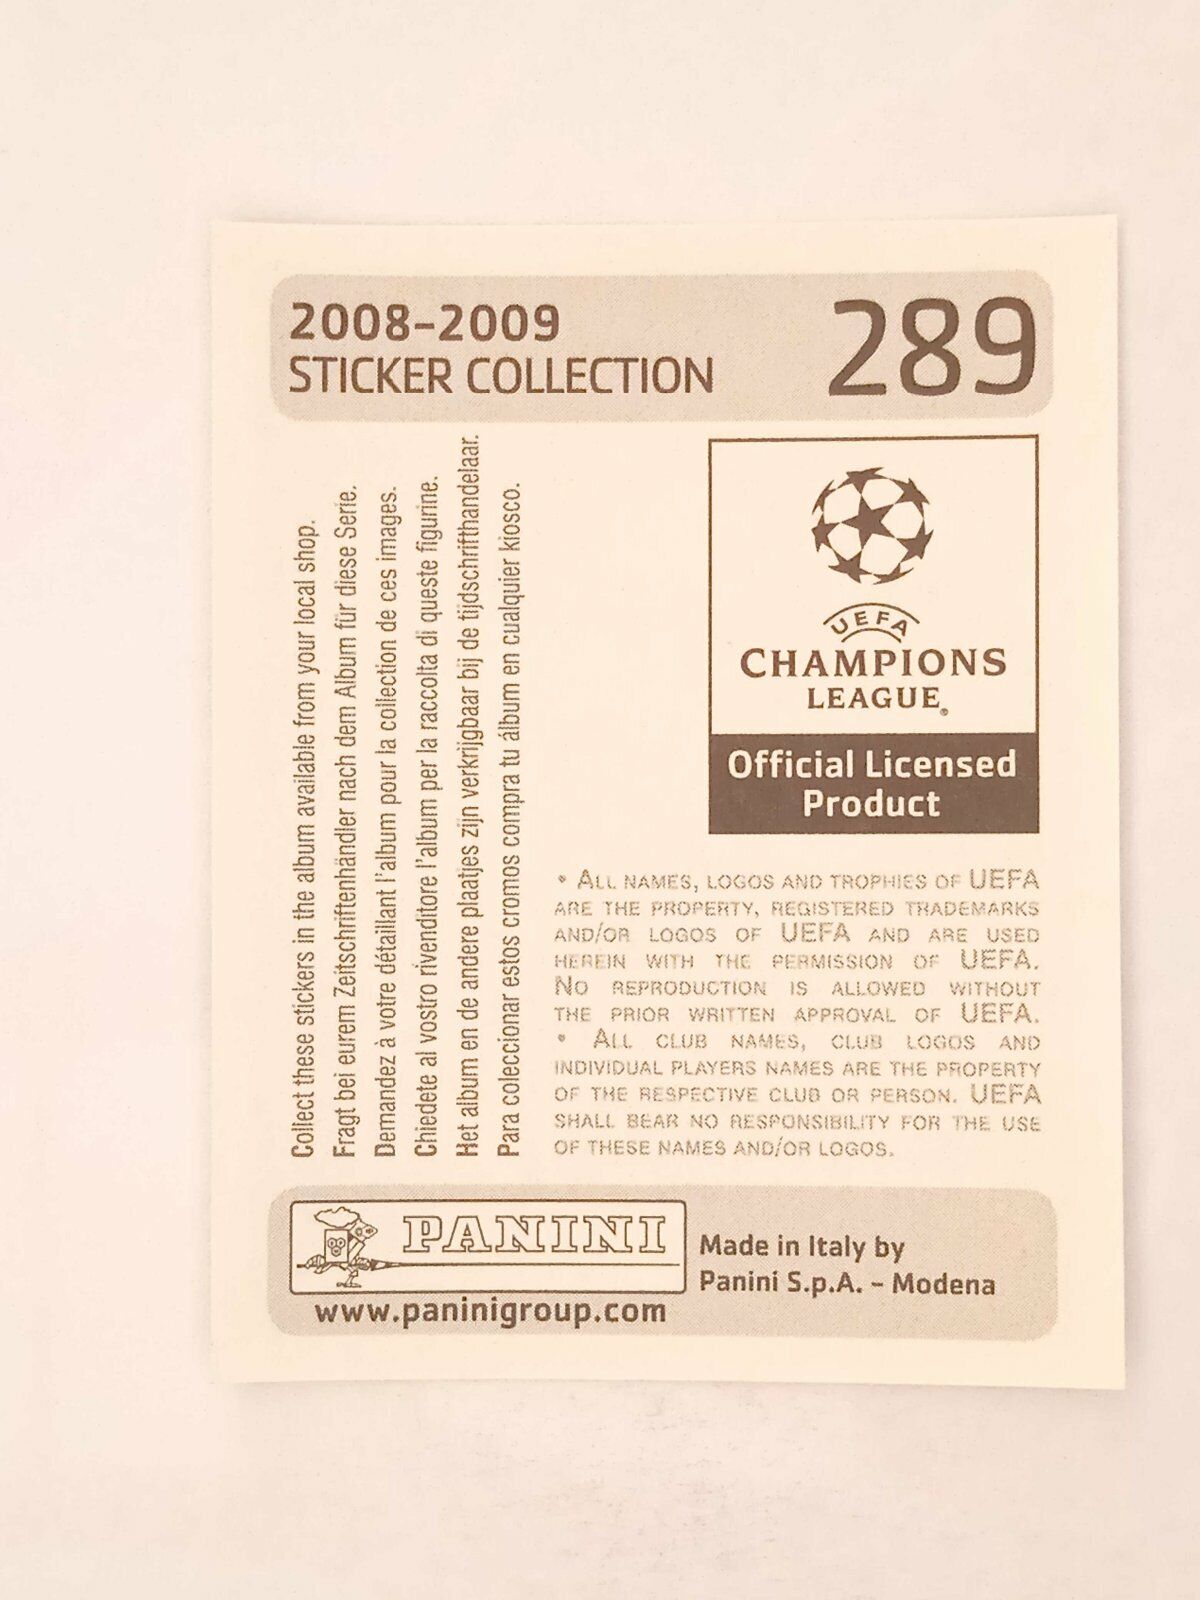 2008-2009
STICKER COLLECTION
289
Collect these stickers in the album available from your local shop.
Fragt bei eurem Zeitschriftenhändler nach dem Album für diese Serie.
Demandez à votre détaillant l'album pour la collection de ces images.
Chiedete al vostro rivenditore l'album per la raccolta di queste figurine.
Het album en de andere plaatjes zijn verkrijgbaar bij de tijdschrifthandelaar.
Para coleccionar estos cromos compra tu álbum en cualquier kiosco.
UEFA
CHAMPIONS
LEAGUE®
Official Licensed
Product
• ALL NAMES, LOGOS AND TROPHIES OF UEFA
ARE THE PROPERTY, REGISTERED TRADEMARKS
AND/OR LOGOS OF UEFA AND ARE USED
HEREIN WITH THE PERMISSION OF UEFA.
NO REPRODUCTION IS ALLOWED WITHOUT
THE PRIOR WRITTEN APPROVAL OF UEFA.
• ALL CLUB NAMES, CLUB LOGOS AND
INDIVIDUAL PLAYERS NAMES ARE THE PROPERTY
OF THE RESPECTIVE CLUB OR PERSON. UEFA
SHALL BEAR NO RESPONSIBILITY FOR THE USE
OF THESE NAMES AND/OR LOGOS.
PANINI
www.paninigroup.com
Made in Italy by
Panini S.p.A. - Modena